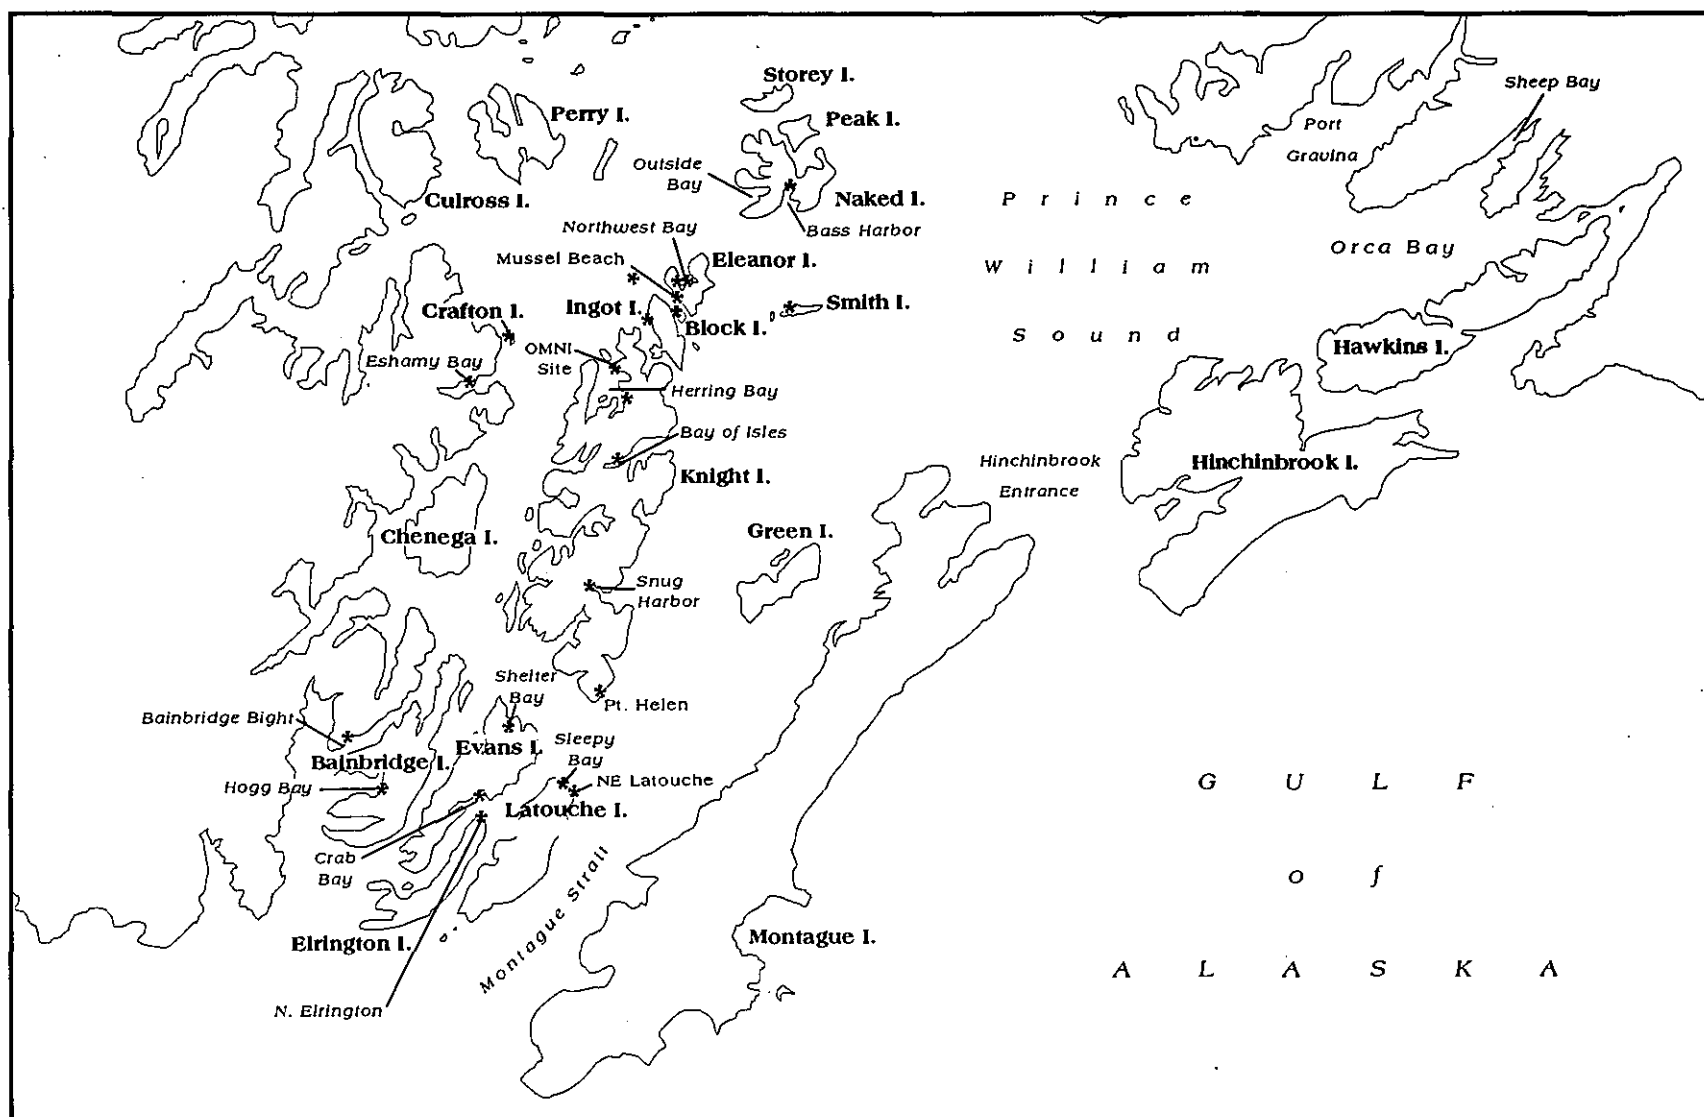 Storey I.
Sheep Bay
Perry I.
Peak I.
Port
Gravina
Outside
Bay
Culross I.
Naked I.
P r i n c e
Northwest Bay
Bass Harbor
Orca Bay
Mussel Beach
Eleanor I.
W i l l i a m
Crafton I.
Ingot I.
Smith I.
Block I.
S o u n d
OMNI
Site
Hawkins I.
Eshamy Bay
Herring Bay
Bay of Isles
Knight I.
Hinchinbrook
Entrance
Hinchinbrook I.
Chenega I.
Green I.
Snug
Harbor
Shelter
Bay
Pt. Helen
Bainbridge Bight
Evans I.
Sleepy
Bay
Bainbridge I.
NE Latouche
Hogg Bay
Latouche I.
G U L F
Crab
Bay
o f
Montague Strait
Elrington I.
Montague I.
A L A S K A
N. Elrington